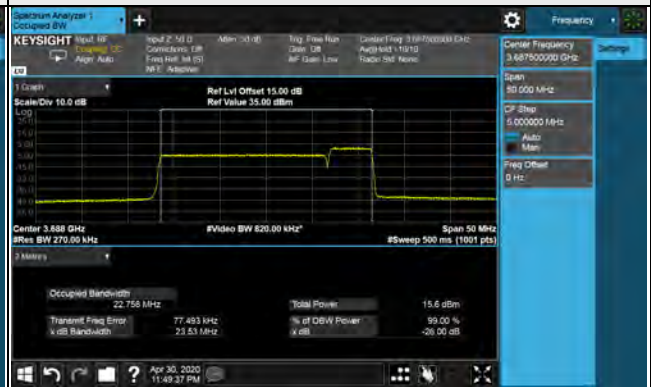 Spectrum Analyzer 1
Occupied BW
+
Frequency
KEYSIGHT Input: RF
Coupling: DC
Align: Auto
Input Z: 50 Ω
Corrections: Off
Freq Ref: Int (S)
NFE: Adaptive
Atten: 30 dB
Trig: Free Run
Gate: Off
#IF Gain: Low
Center Freq: 3.687500000 GHz
Avg|Hold: 10/10
Radio Std: None
Center Frequency
3.687500000 GHz
Settings
Span
50.000 MHz
CF Step
5.000000 MHz
Auto
Man
Freq Offset
0 Hz
1 Graph
Scale/Div 10.0 dB
Ref Lvl Offset 15.00 dB
Ref Value 35.00 dBm
Log
25.0
15.0
5.00
Center 3.688 GHz
#Res BW 270.00 kHz
#Video BW 820.00 kHz*
Span 50 MHz
#Sweep 500 ms (1001 pts)
2 Metrics
Occupied Bandwidth
22.758 MHz
Total Power 15.6 dBm
Transmit Freq Error 77.493 kHz
% of OBW Power 99.00 %
x dB Bandwidth 23.53 MHz
x dB -26.00 dB
?
Apr 30, 2020
11:49:37 PM